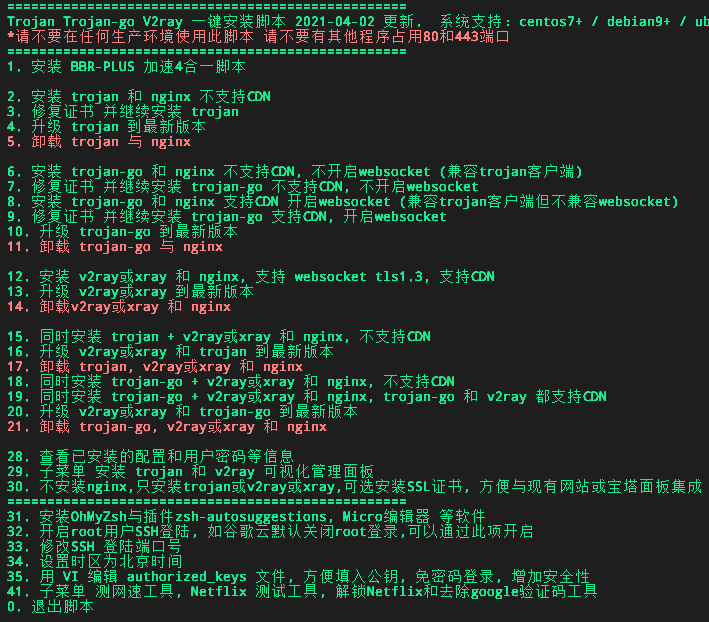 ==================================================
Trojan Trojan-go V2ray 一键安装脚本 2021-04-02 更新.  系统支持：centos7+ / debian9+ / ub
*请不要在任何生产环境使用此脚本 请不要有其他程序占用80和443端口
==================================================
1. 安装 BBR-PLUS 加速4合一脚本
2. 安装 trojan 和 nginx 不支持CDN
3. 修复证书 并继续安装 trojan
4. 升级 trojan 到最新版本
5. 卸载 trojan 与 nginx
6. 安装 trojan-go 和 nginx 不支持CDN, 不开启websocket (兼容trojan客户端)
7. 修复证书 并继续安装 trojan-go 不支持CDN, 不开启websocket
8. 安装 trojan-go 和 nginx 支持CDN 开启websocket (兼容trojan客户端但不兼容websocket)
9. 修复证书 并继续安装 trojan-go 支持CDN, 开启websocket
10. 升级 trojan-go 到最新版本
11. 卸载 trojan-go 与 nginx
12. 安装 v2ray或xray 和 nginx, 支持 websocket tls1.3, 支持CDN
13. 升级 v2ray或xray 到最新版本
14. 卸载v2ray或xray 和 nginx
15. 同时安装 trojan + v2ray或xray 和 nginx, 不支持CDN
16. 升级 v2ray或xray 和 trojan 到最新版本
17. 卸载 trojan, v2ray或xray 和 nginx
18. 同时安装 trojan-go + v2ray或xray 和 nginx, 不支持CDN
19. 同时安装 trojan-go + v2ray或xray 和 nginx, trojan-go 和 v2ray 都支持CDN
20. 升级 v2ray或xray 和 trojan-go 到最新版本
21. 卸载 trojan-go, v2ray或xray 和 nginx
28. 查看已安装的配置和用户密码等信息
29. 子菜单 安装 trojan 和 v2ray 可视化管理面板
30. 不安装nginx,只安装trojan或v2ray或xray,可选安装SSL证书, 方便与现有网站或宝塔面板集成
==================================================
31. 安装OhMyZsh与插件zsh-autosuggestions, Micro编辑器 等软件
32. 开启root用户SSH登陆, 如谷歌云默认关闭root登录,可以通过此项开启
33. 修改SSH 登陆端口号
34. 设置时区为北京时间
35. 用 VI 编辑 authorized_keys 文件, 方便填入公钥, 免密码登录, 增加安全性
41. 子菜单 测网速工具, Netflix 测试工具, 解锁Netflix和去除google验证码工具
0. 退出脚本